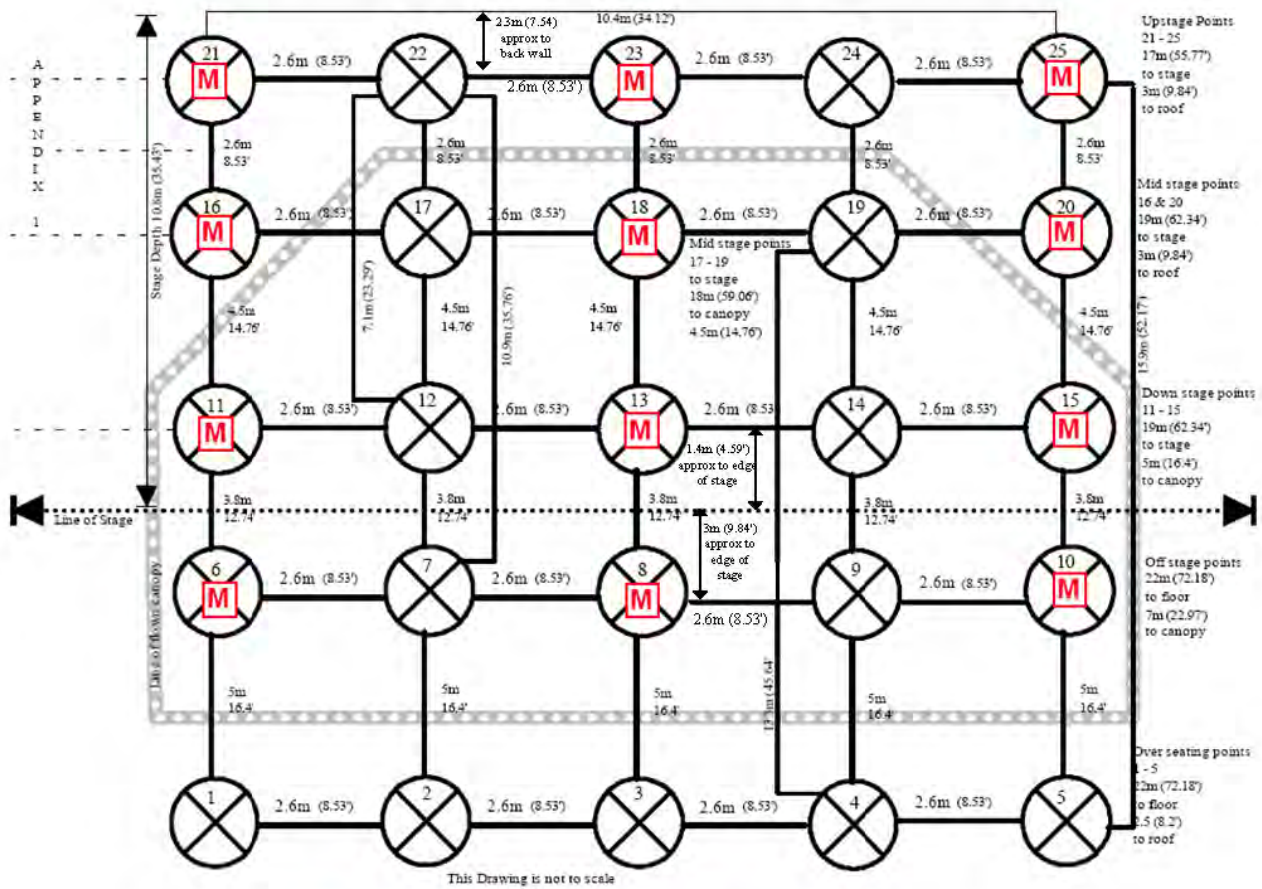 10.4m (34.12')
2.3m (7.54)
approx to
back wall
Upstage Points
21 - 25
17m (55.77')
to stage
3m (9.84')
to roof
APPENDIX 1
Stage Depth 10.8m (35.43')
21
M
2.6m (8.53')
22
2.6m (8.53')
23
M
2.6m (8.53')
24
2.6m (8.53')
25
M
2.6m
8.53'
2.6m
8.53'
2.6m
8.53'
2.6m
8.53'
2.6m
8.53'
16
M
2.6m (8.53')
17
2.6m (8.53')
18
M
2.6m (8.53')
19
2.6m (8.53')
20
M
Mid stage points
16 & 20
19m (62.34')
to stage
3m (9.84')
to roof
Mid stage points
17 - 19
to stage
18m (59.06')
to canopy
4.5m (14.76')
4.5m
14.76'
7.1m (23.29')
4.5m
14.76'
10.9m (35.76')
4.5m
14.76'
4.5m
14.76'
4.5m
14.76'
15.9m (52.17')
11
M
2.6m (8.53')
12
2.6m (8.53')
13
M
2.6m (8.53
14
2.6m (8.53')
15
M
Down stage points
11 - 15
19m (62.34')
to stage
5m (16.4')
to canopy
1.4m (4.59')
approx to edge
of stage
3.8m
12.74'
3.8m
12.74'
3.8m
12.74'
3.8m
12.74'
3.8m
12.74'
Line of Stage
3m (9.84')
approx to
edge of
stage
6
M
2.6m (8.53')
7
2.6m (8.53')
8
M
2.6m (8.53')
9
2.6m (8.53')
10
M
Off stage points
22m (72.18')
to floor
7m (22.97')
to canopy
Line of flown canopy
5m
16.4'
5m
16.4'
5m
16.4'
(45.64'
5m
16.4'
5m
16.4'
1
2.6m (8.53')
2
2.6m (8.53')
3
2.6m (8.53')
4
2.6m (8.53')
5
Over seating points
1 - 5
22m (72.18')
to floor
2.5 (8.2')
to roof
This Drawing is not to scale